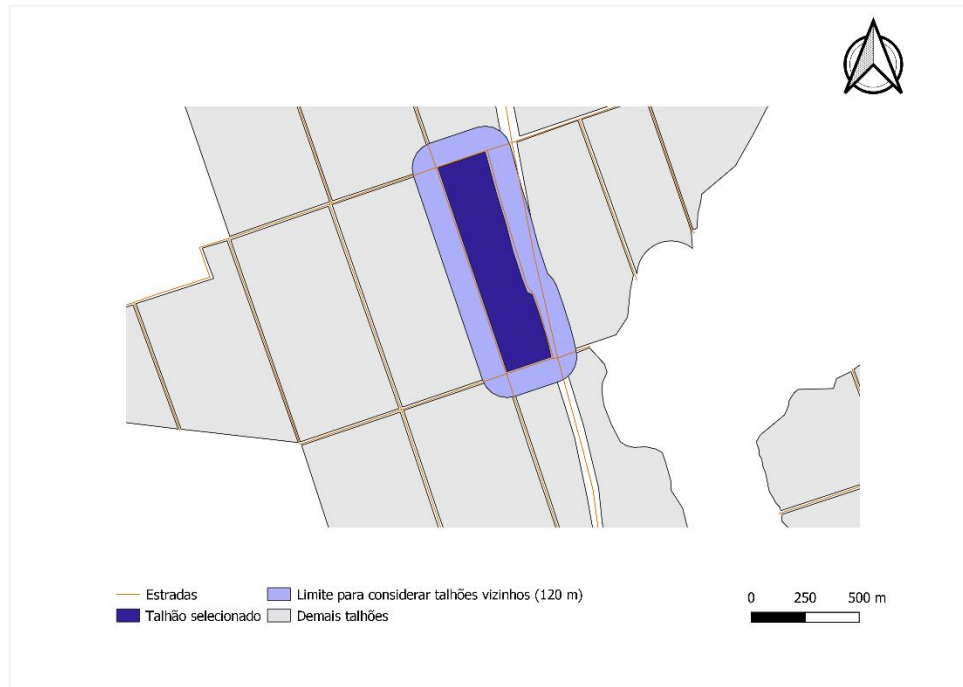 Estradas
Limite para considerar talhões vizinhos (120 m)
Talhão selecionado
Demais talhões
0 250 500 m